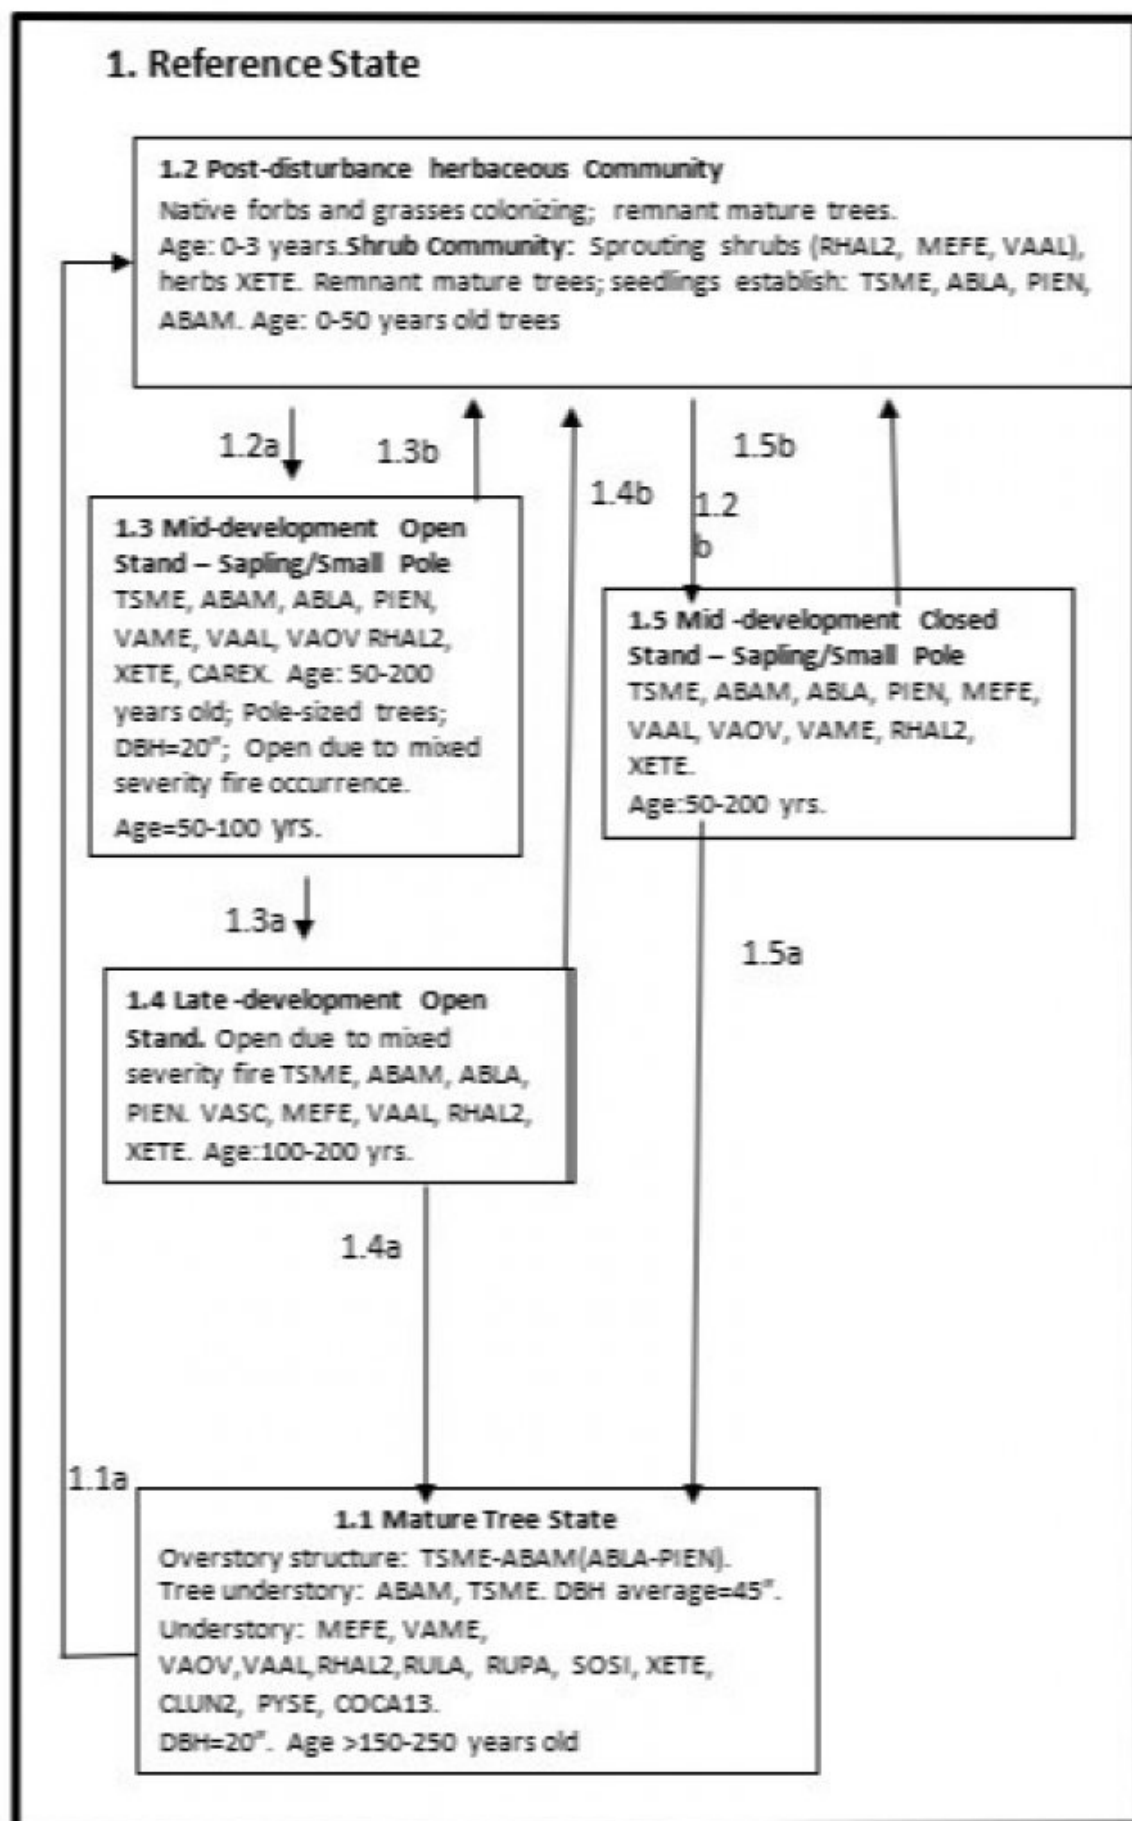 1. Reference State
1.2 Post-disturbance herbaceous Community
Native forbs and grasses colonizing; remnant mature trees.
Age: 0-3 years.Shrub Community: Sprouting shrubs (RHAL2, MEFE, VAAL),
herbs XETE. Remnant mature trees; seedlings establish: TSME, ABLA, PIEN,
ABAM. Age: 0-50 years old trees
1.2a
1.3b
1.4b
1.5b
1.2
b
1.3 Mid-development Open
Stand – Sapling/Small Pole
TSME, ABAM, ABLA, PIEN,
VAME, VAAL, VAOV RHAL2,
XETE, CAREX. Age: 50-200
years old; Pole-sized trees;
DBH=20”; Open due to mixed
severity fire occurrence.
Age=50-100 yrs.
1.5 Mid -development Closed
Stand – Sapling/Small Pole
TSME, ABAM, ABLA, PIEN, MEFE,
VAAL, VAOV, VAME, RHAL2,
XETE.
Age:50-200 yrs.
1.3a
1.5a
1.4 Late -development Open
Stand. Open due to mixed
severity fire TSME, ABAM, ABLA,
PIEN. VASC, MEFE, VAAL, RHAL2,
XETE. Age:100-200 yrs.
1.4a
1.1a
1.1 Mature Tree State
Overstory structure: TSME-ABAM(ABLA-PIEN).
Tree understory: ABAM, TSME. DBH average=45”.
Understory: MEFE, VAME,
VAOV,VAAL,RHAL2,RULA, RUPA, SOSI, XETE,
CLUN2, PYSE, COCA13.
DBH=20”. Age >150-250 years old